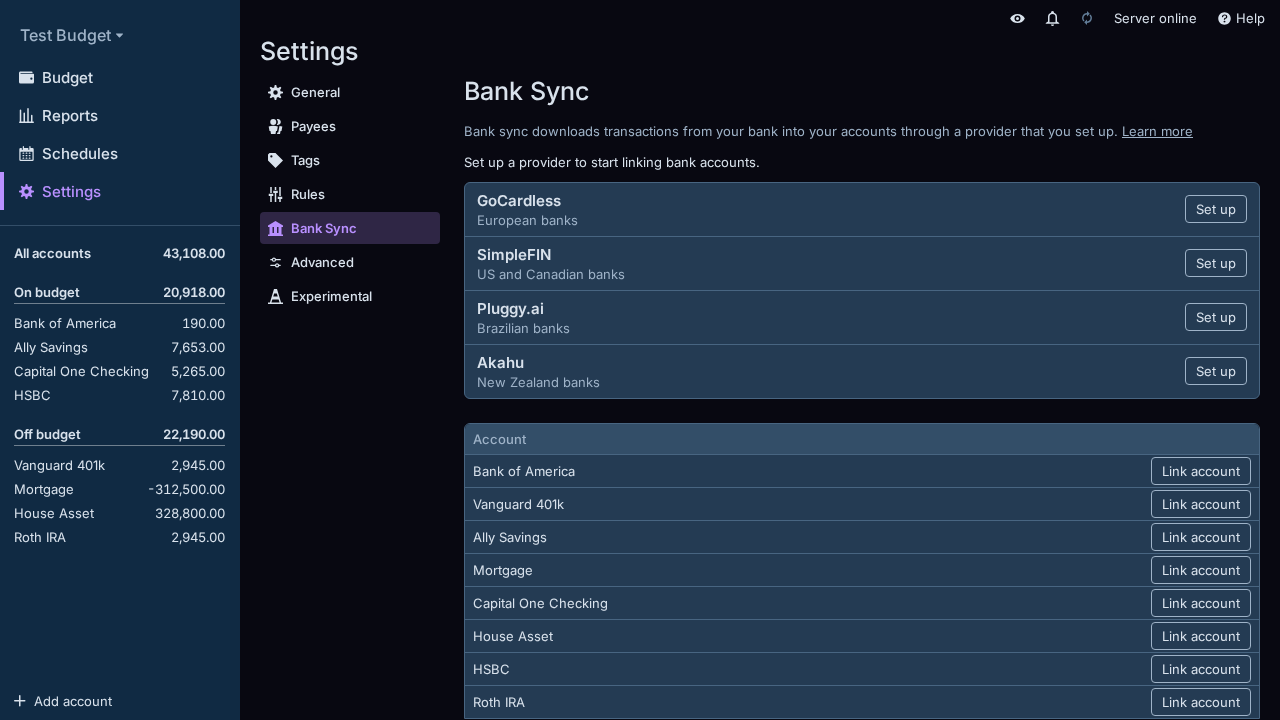 Test Budget
Budget
Reports
Schedules
Settings
All accounts 43,108.00
On budget 20,918.00
Bank of America 190.00
Ally Savings 7,653.00
Capital One Checking 5,265.00
HSBC 7,810.00
Off budget 22,190.00
Vanguard 401k 2,945.00
Mortgage -312,500.00
House Asset 328,800.00
Roth IRA 2,945.00
Add account
Server online Help
Settings
General
Payees
Tags
Rules
Bank Sync
Advanced
Experimental
Bank Sync
Bank sync downloads transactions from your bank into your accounts through a provider that you set up. Learn more
Set up a provider to start linking bank accounts.
GoCardless
European banks
Set up
SimpleFIN
US and Canadian banks
Set up
Pluggy.ai
Brazilian banks
Set up
Akahu
New Zealand banks
Set up
Account
Bank of America Link account
Vanguard 401k Link account
Ally Savings Link account
Mortgage Link account
Capital One Checking Link account
House Asset Link account
HSBC Link account
Roth IRA Link account